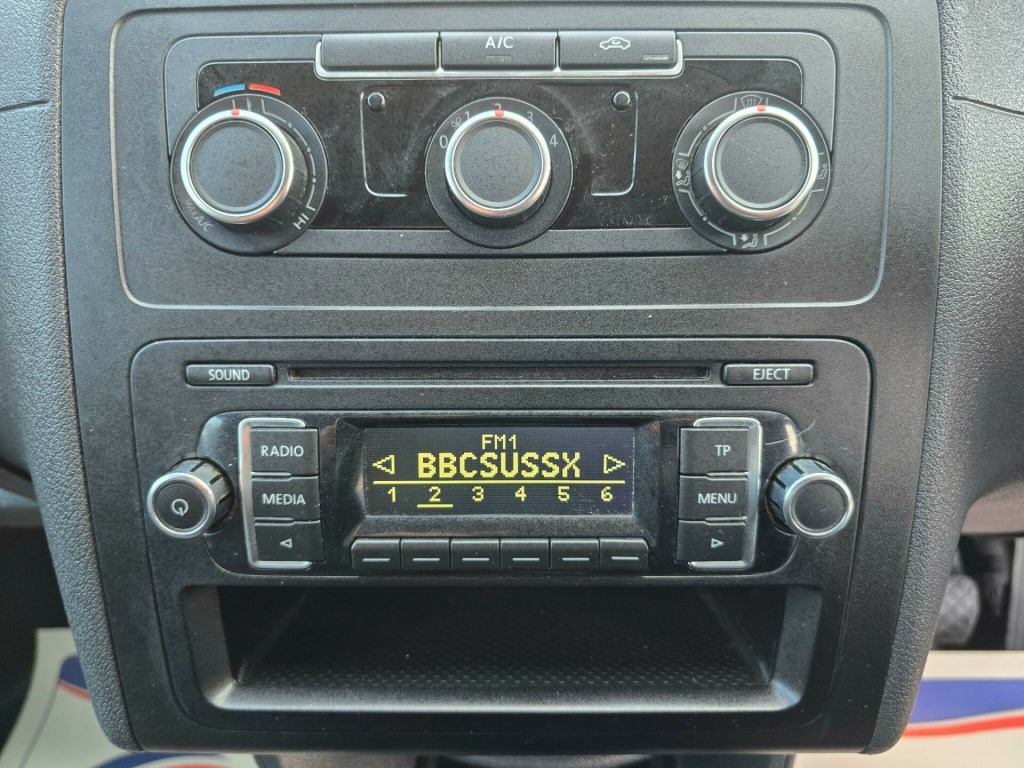 A/C
0 1 2 3 4
HI
SOUND
EJECT
RADIO
MEDIA
FM1
BBCSUSSX
1 2 3 4 5 6
TP
MENU